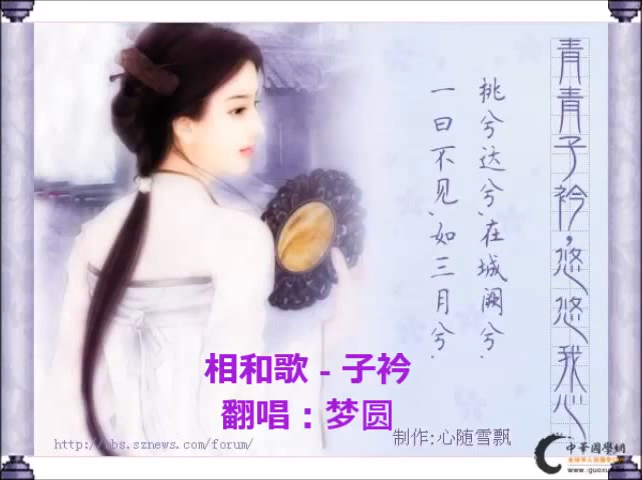 青青子衿,悠悠我心
挑兮达兮,在城阙兮,
一日不见,如三月兮,
相和歌 - 子衿
翻唱:梦圆
制作:心随雪飘
http://bbs.sznews.com/forum/
中華國學網
www.guoxu